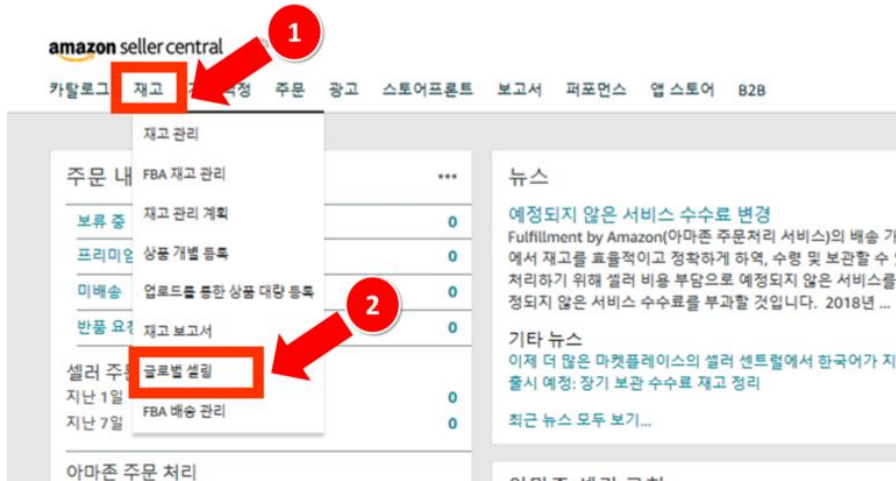 amazon seller central
1
카탈로그 재고 주문 광고 스토어프론트 보고서 퍼포먼스 앱 스토어 B2B
재고 관리
FBA 재고 관리
재고 관리 계획
상품 개별 등록
업로드를 통한 상품 대량 등록
재고 보고서
글로벌 셀링
FBA 배송 관리
2
주문 내
보류 중 0
프리미엄 0
미배송 0
반품 요청 0
셀러 주문
지난 1일 0
지난 7일 0
아마존 주문 처리
뉴스
예정되지 않은 서비스 수수료 변경
Fulfillment by Amazon(아마존 주문처리 서비스)의 배송 가
에서 재고를 효율적이고 정확하게 하역, 수령 및 보관할 수
처리하기 위해 셀러 비용 부담으로 예정되지 않은 서비스를
정되지 않은 서비스 수수료를 부과할 것입니다. 2018년 ...
기타 뉴스
이제 더 많은 마켓플레이스의 셀러 센트럴에서 한국어가 지
출시 예정: 장기 보관 수수료 재고 정리
최근 뉴스 모두 보기...